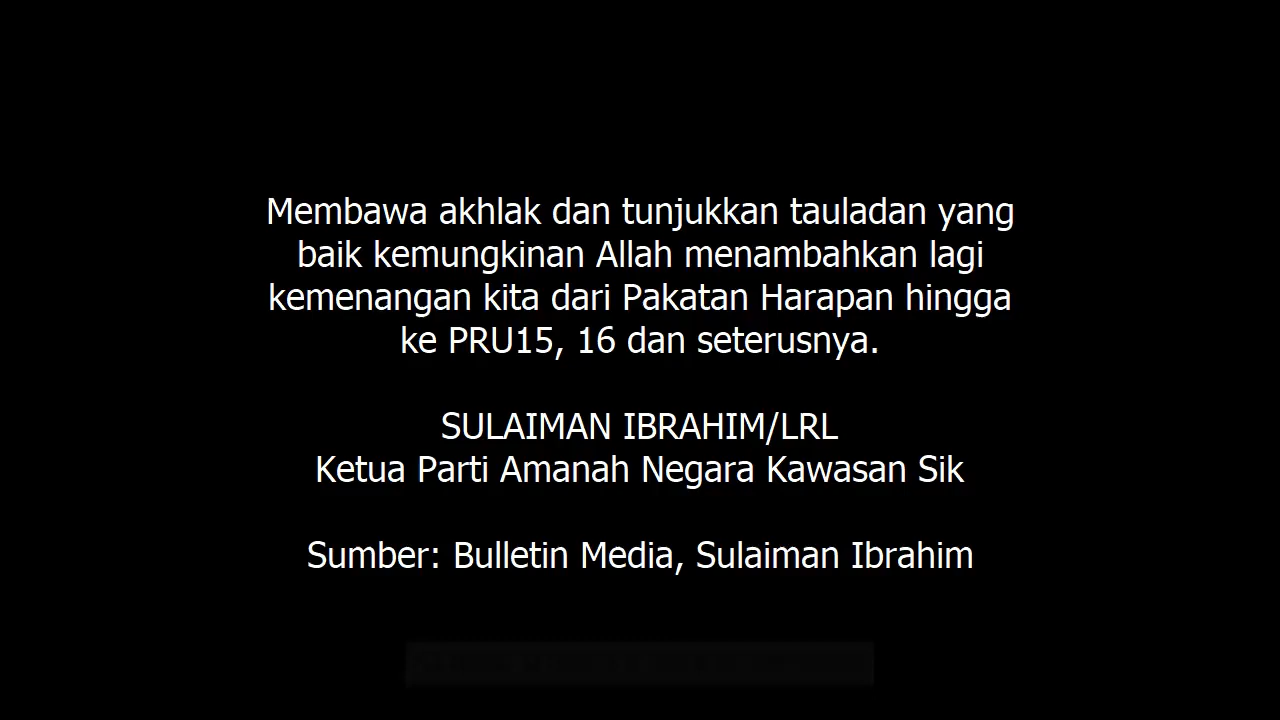 Membawa akhlak dan tunjukkan tauladan yang
baik kemungkinan Allah menambahkan lagi
kemenangan kita dari Pakatan Harapan hingga
ke PRU15, 16 dan seterusnya.
SULAIMAN IBRAHIM/LRL
Ketua Parti Amanah Negara Kawasan Sik
Sumber: Bulletin Media, Sulaiman Ibrahim